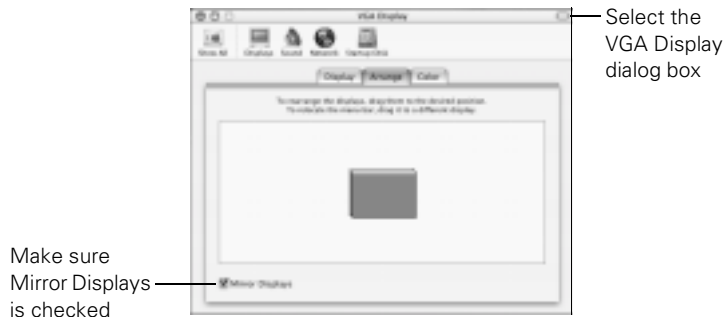 VGA Display
Select the
VGA Display
dialog box
Show All Displays Sound Network Startup Disk
Display Arrange Color
To rearrange the displays, drag them to the desired position.
To relocate the menu bar, drag it to a different display.
Make sure
Mirror Displays
is checked
Mirror Displays